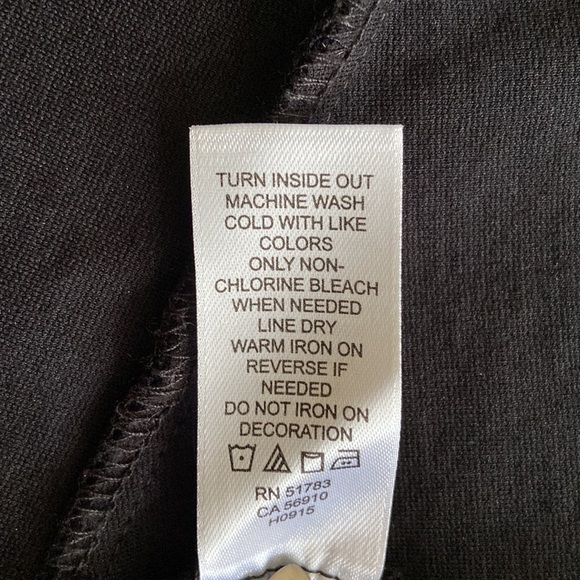 TURN INSIDE OUT
MACHINE WASH
COLD WITH LIKE
COLORS
ONLY NON-
CHLORINE BLEACH
WHEN NEEDED
LINE DRY
WARM IRON ON
REVERSE IF
NEEDED
DO NOT IRON ON
DECORATION
RN 51783
CA 56910
H0915